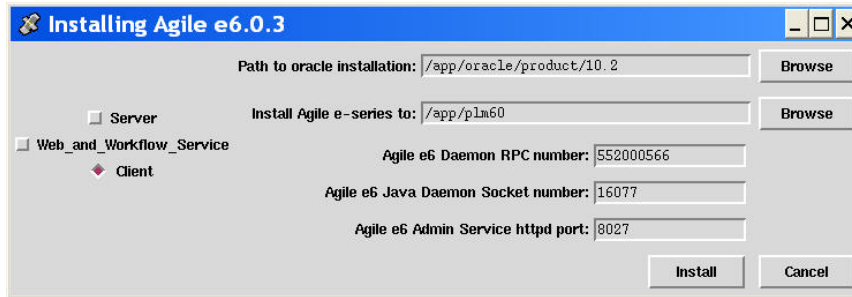 Installing Agile e6.0.3
Path to oracle installation: /app/oracle/product/10.2 Browse
Server
Install Agile e-series to: /app/plm60 Browse
Web_and_Workflow_Service
Client
Agile e6 Daemon RPC number: 552000566
Agile e6 Java Daemon Socket number: 16077
Agile e6 Admin Service httpd port: 8027
Install Cancel